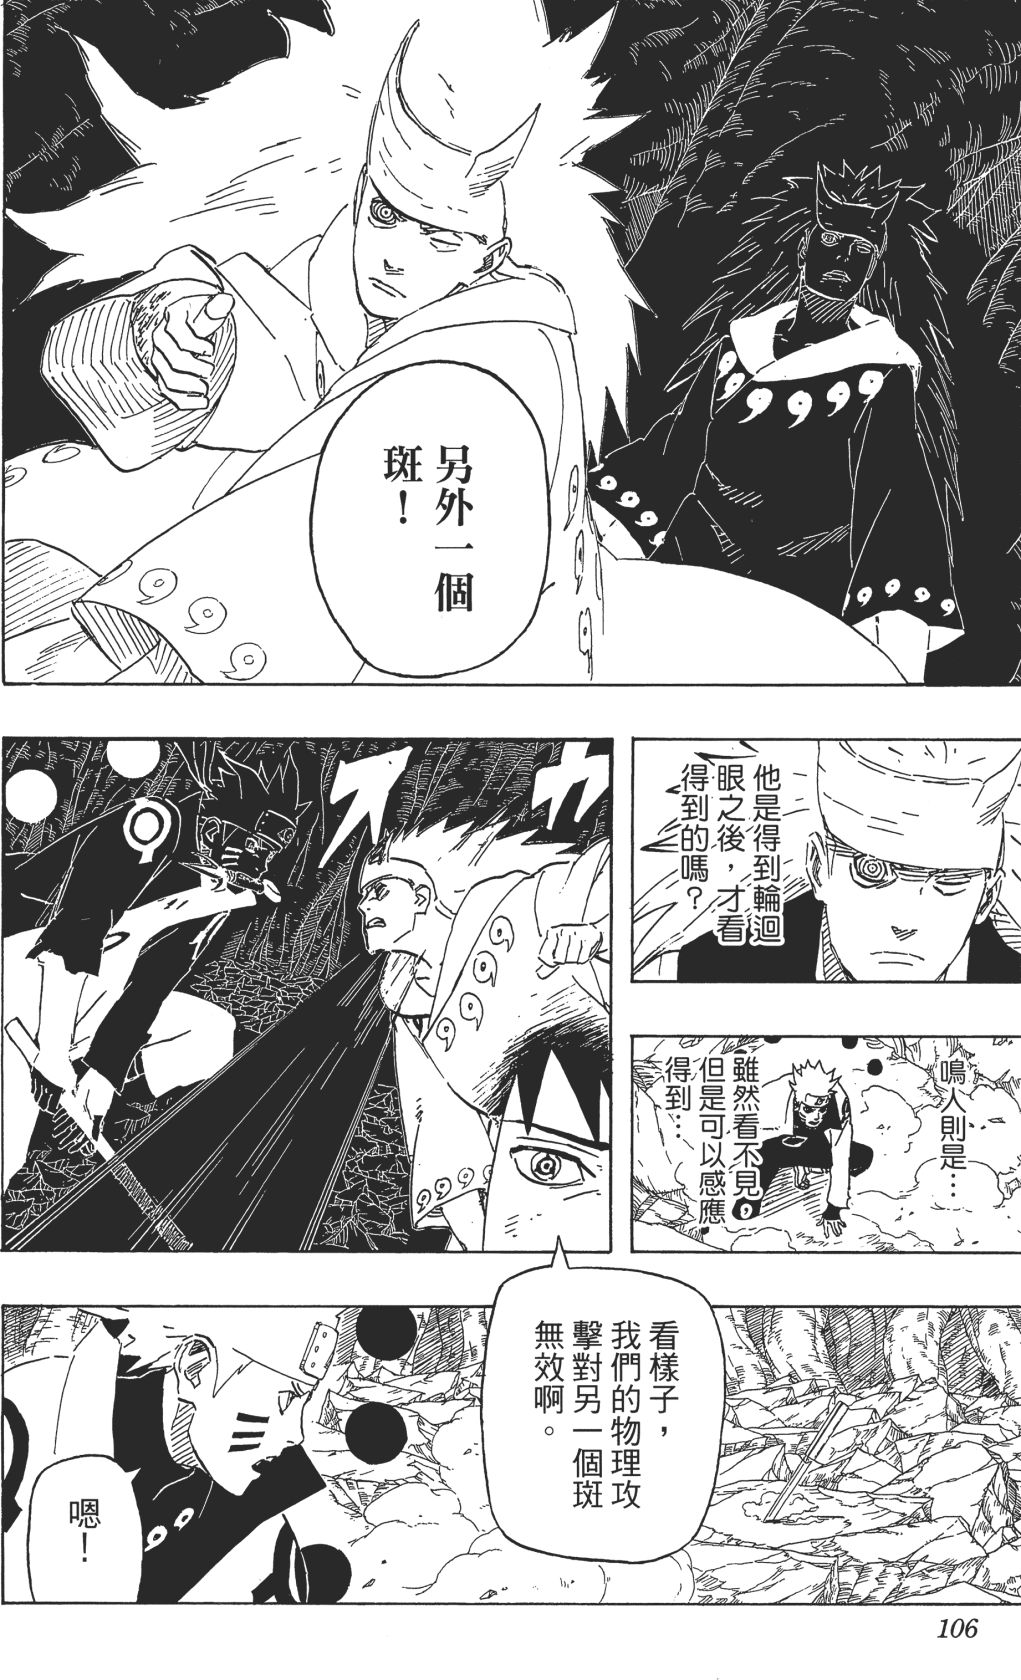 另外一個
斑！
他是得到輪迴
眼之後，才看
得到的嗎？
鳴人則是…
雖然看不見，
但是可以感應
得到…
看樣子，
我們的物理攻
擊對另一個斑
無效啊。
嗯！
106